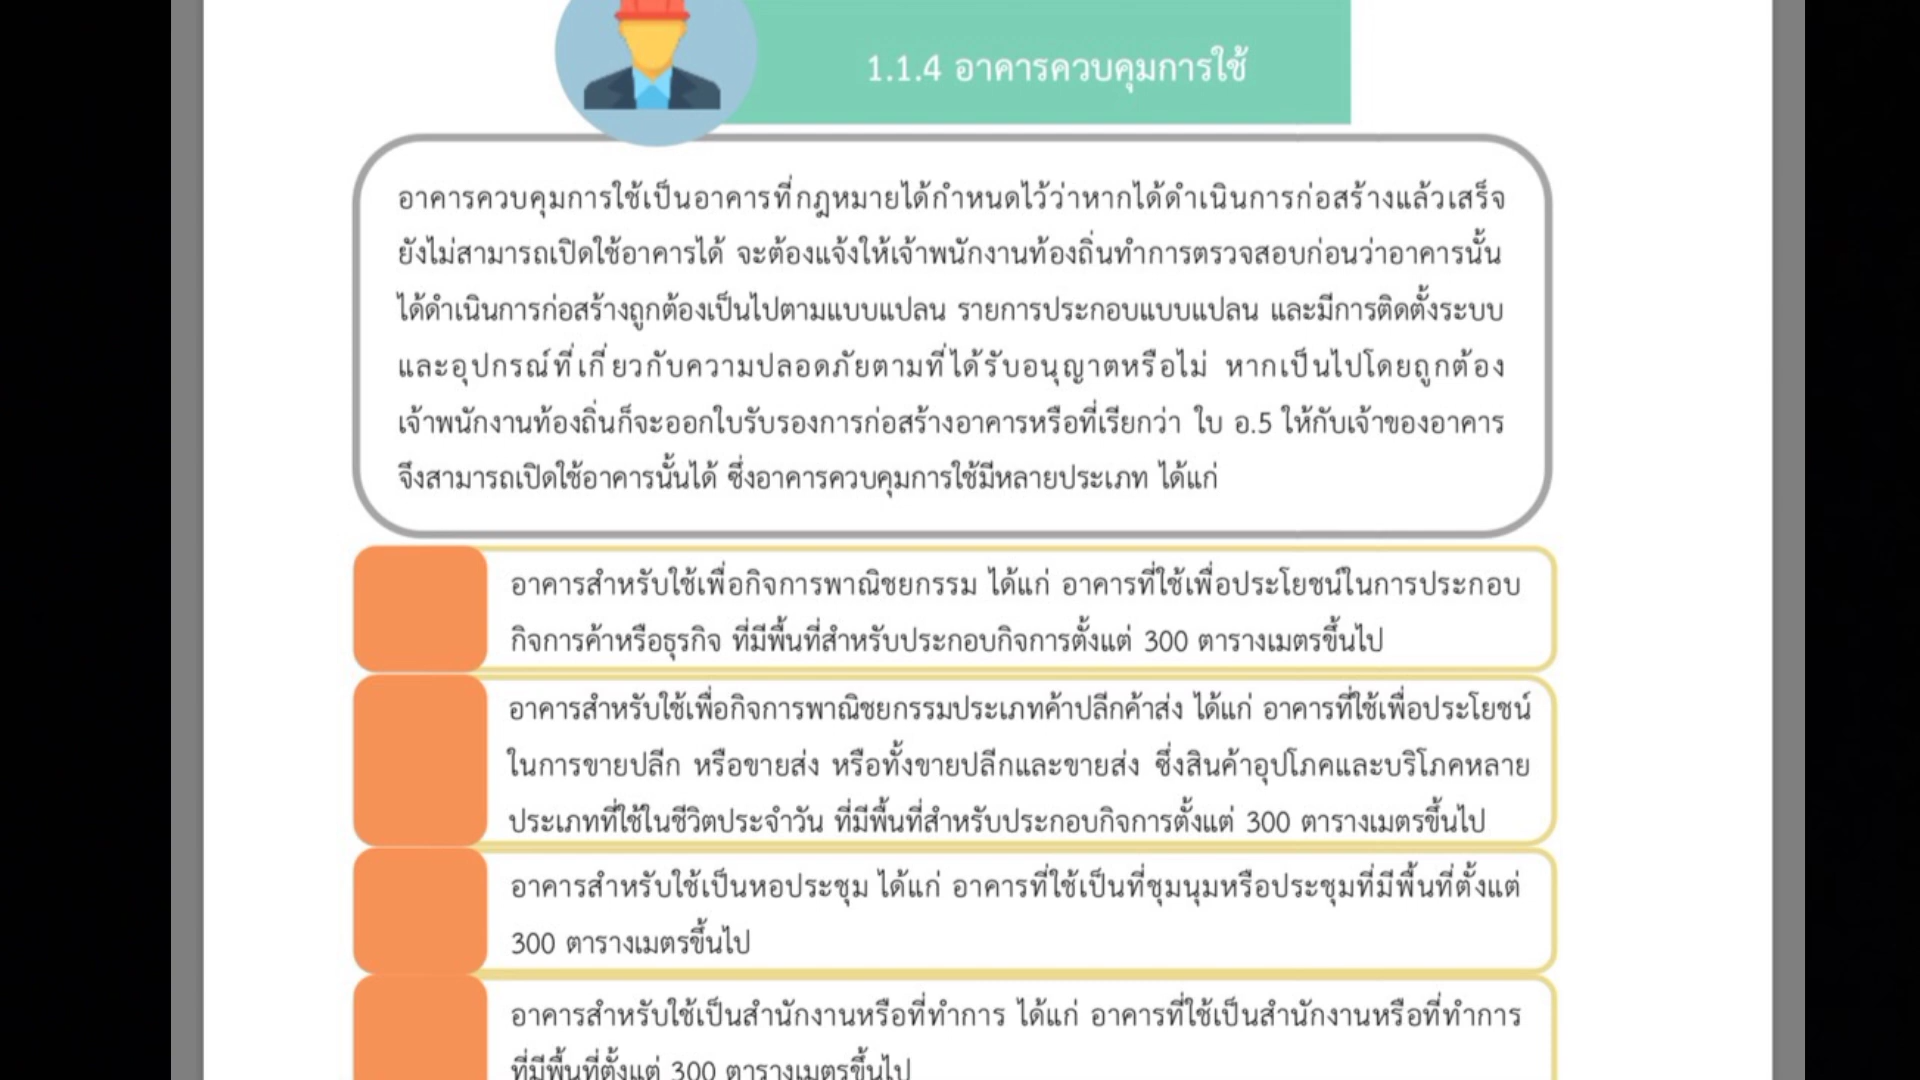 1.1.4 อาคารควบคุมการใช้
อาคารควบคุมการใช้เป็นอาคารที่กฎหมายได้กำหนดไว้ว่าหากได้ดำเนินการก่อสร้างแล้วเสร็จ
ยังไม่สามารถเปิดใช้อาคารได้ จะต้องแจ้งให้เจ้าพนักงานท้องถิ่นทำการตรวจสอบก่อนว่าอาคารนั้น
ได้ดำเนินการก่อสร้างถูกต้องเป็นไปตามแบบแปลน รายการประกอบแบบแปลน และมีการติดตั้งระบบ
และอุปกรณ์ที่เกี่ยวกับความปลอดภัยตามที่ได้รับอนุญาตหรือไม่ หากเป็นไปโดยถูกต้อง
เจ้าพนักงานท้องถิ่นก็จะออกใบรับรองการก่อสร้างอาคารหรือที่เรียกว่า ใบ อ.5 ให้กับเจ้าของอาคาร
จึงสามารถเปิดใช้อาคารนั้นได้ ซึ่งอาคารควบคุมการใช้มีหลายประเภท ได้แก่
อาคารสำหรับใช้เพื่อกิจการพาณิชยกรรม ได้แก่ อาคารที่ใช้เพื่อประโยชน์ในการประกอบ
กิจการค้าหรือธุรกิจ ที่มีพื้นที่สำหรับประกอบกิจการตั้งแต่ 300 ตารางเมตรขึ้นไป
อาคารสำหรับใช้เพื่อกิจการพาณิชยกรรมประเภทค้าปลีกค้าส่ง ได้แก่ อาคารที่ใช้เพื่อประโยชน์
ในการขายปลีก หรือขายส่ง หรือทั้งขายปลีกและขายส่ง ซึ่งสินค้าอุปโภคและบริโภคหลาย
ประเภทที่ใช้ในชีวิตประจำวัน ที่มีพื้นที่สำหรับประกอบกิจการตั้งแต่ 300 ตารางเมตรขึ้นไป
อาคารสำหรับใช้เป็นหอประชุม ได้แก่ อาคารที่ใช้เป็นที่ชุมนุมหรือประชุมที่มีพื้นที่ตั้งแต่
300 ตารางเมตรขึ้นไป
อาคารสำหรับใช้เป็นสำนักงานหรือที่ทำการ ได้แก่ อาคารที่ใช้เป็นสำนักงานหรือที่ทำการ
ที่มีพื้นที่ตั้งแต่ 300 ตารางเมตรขึ้นไป